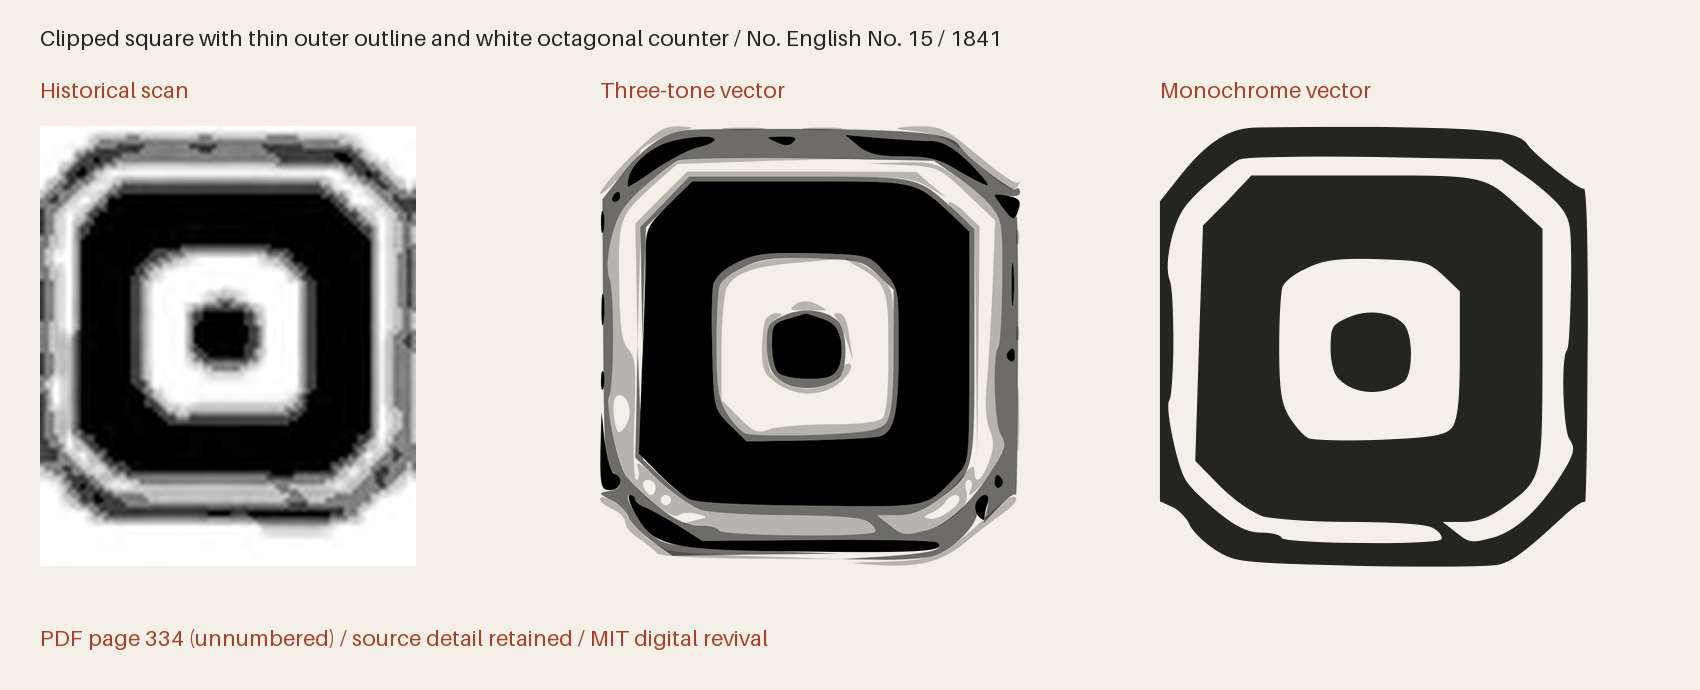 Clipped square with thin outer outline and white octagonal counter / No. English No. 15 / 1841
Historical scan
Three-tone vector
Monochrome vector
PDF page 334 (unnumbered) / source detail retained / MIT digital revival